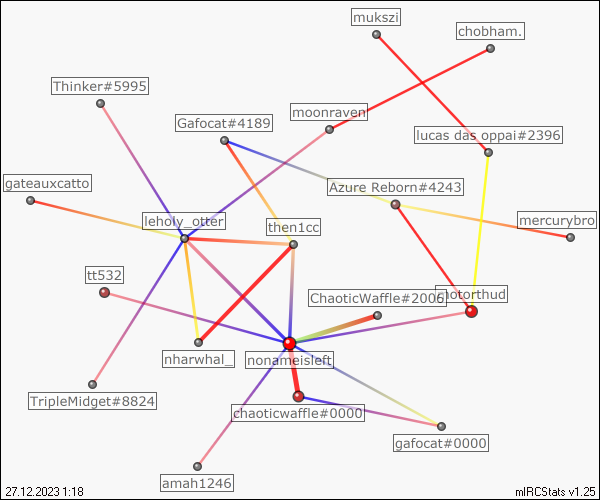 mukszi
chobham.
Thinker#5995
moonraven
Gafocat#4189
lucas das oppai#2396
gateauxcatto
Azure Reborn#4243
leholy_otter
then1cc
mercurybro
tt532
ChaoticWaffle#2006
notorthud
nharwhal_
nonameisleft
TripleMidget#8824
chaoticwaffle#0000
gafocat#0000
amah1246
27.12.2023 1:18
mIRCStats v1.25